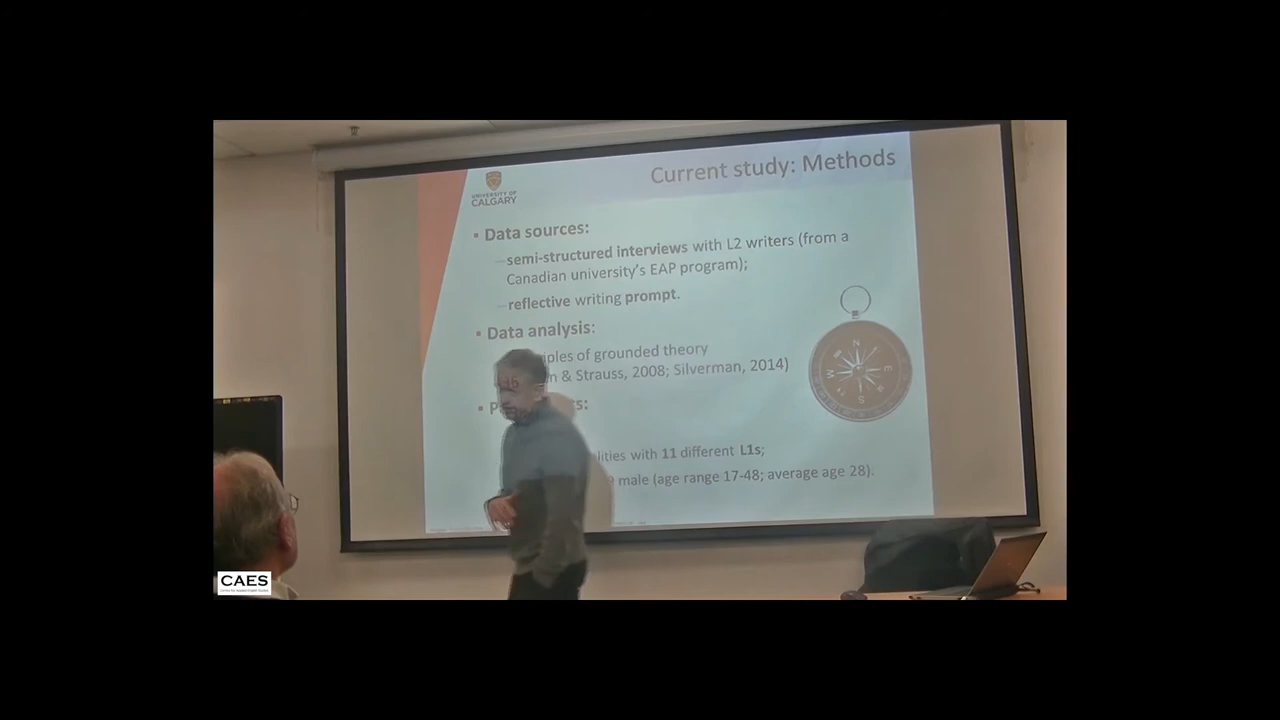 Current study: Methods
UNIVERSITY OF
CALGARY
▪ Data sources:
–semi-structured interviews with L2 writers (from a
Canadian university's EAP program);
–reflective writing prompt.
▪ Data analysis:
of grounded theory
& Strauss, 2008; Silverman, 2014)
with 11 different L1s;
male (age range 17-48; average age 28).
N
E
S
W
CAES